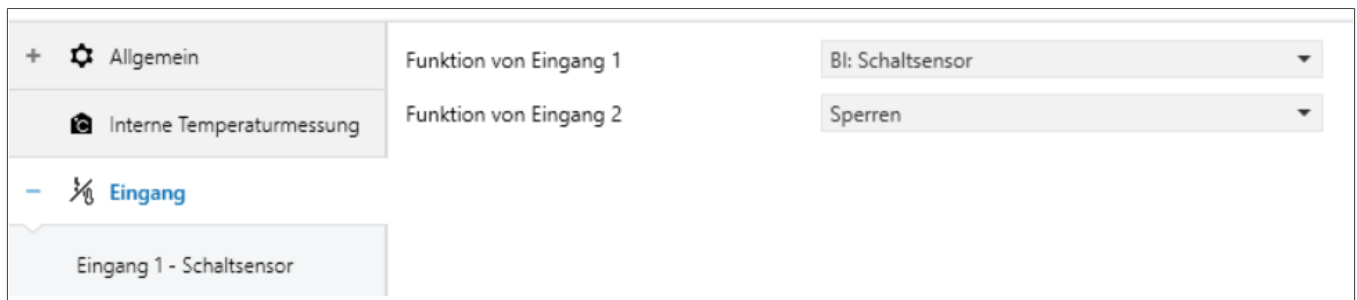 + Allgemein
Funktion von Eingang 1 BI: Schaltsensor
°C Interne Temperaturmessung
Funktion von Eingang 2 Sperren
− Eingang
Eingang 1 - Schaltsensor